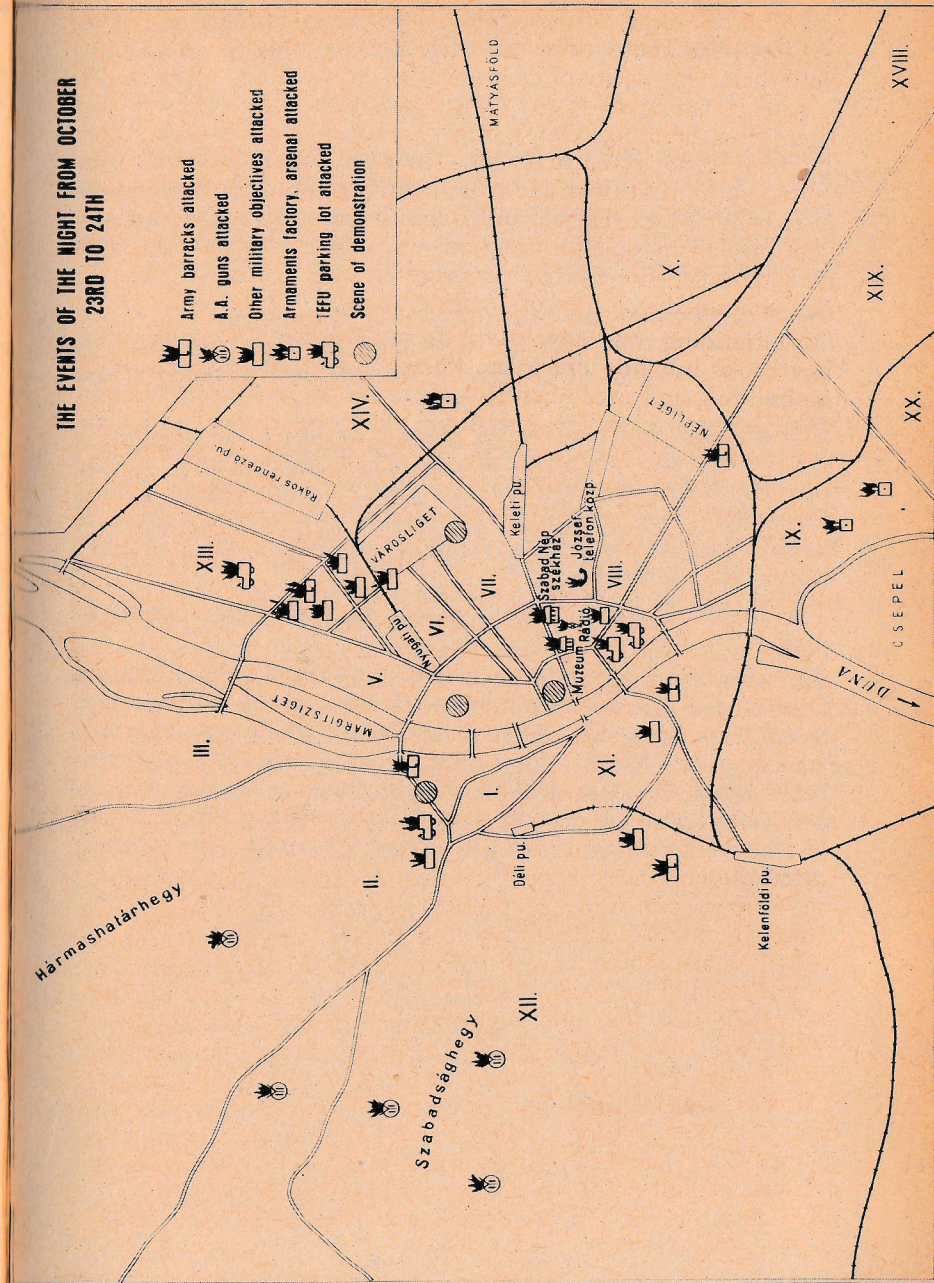 THE EVENTS OF THE NIGHT FROM OCTOBER
23RD TO 24TH
Army barracks attacked
A.A. guns attacked
Other military objectives attacked
Armaments factory, arsenal attacked
TEFU parking lot attacked
Scene of demonstration
MÁTYÁSFÖLD
XVIII.
X.
XIX.
XX.
XIV.
Rákos rendező pu.
NÉPLIGET
VÁROSLIGET
Keleti pu.
XIII.
József
telefon közp.
Szabad Nép
székház
VIII.
IX.
VII.
VI.
Nyugati pu
Muzeum
Rádió
CSEPEL
V.
MARGITSZIGET
DUNA
III.
I.
XI.
II.
Déli pu.
Kelenföldi pu.
Hármashatárhegy
XII.
Szabadsághegy